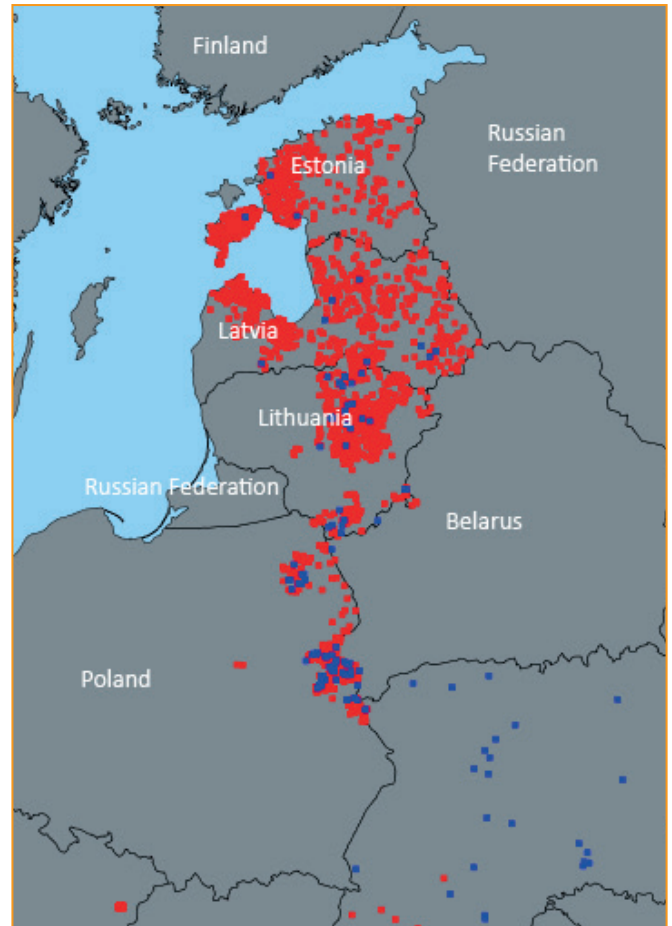 Finland
Russian
Federation
Estonia
Latvia
Lithuania
Russian Federation
Belarus
Poland